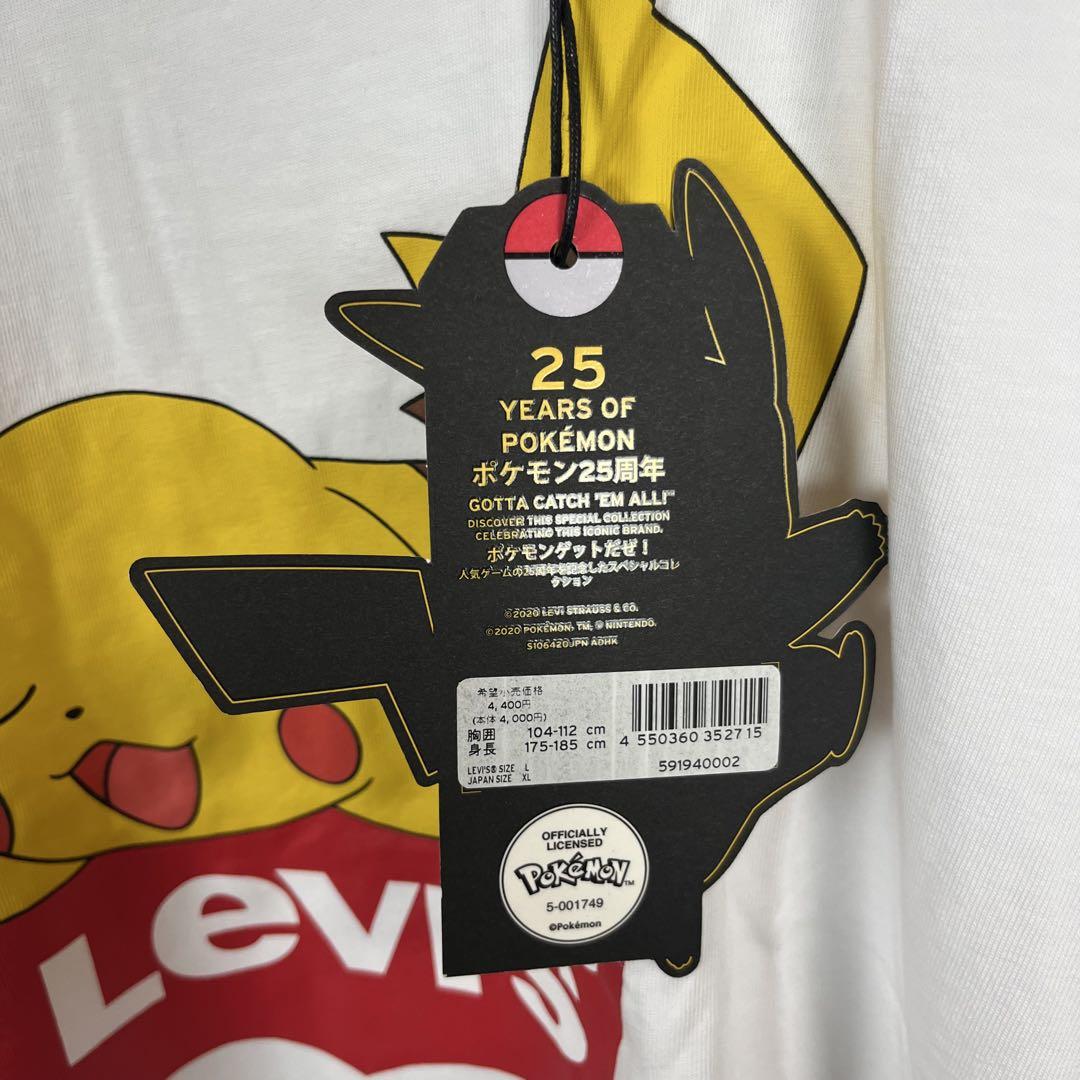 25
YEARS OF
POKÉMON
ポケモン25周年
GOTTA CATCH 'EM ALL!™
DISCOVER THIS SPECIAL COLLECTION
CELEBRATING THIS ICONIC BRAND.
ポケモンゲットだぜ！
人気ゲームの25周年を記念したスペシャルコレ
クション
©2020 LEVI STRAUSS & CO.
©2020 POKÉMON, TM, ® NINTENDO.
S106420JPN ADHK
希望小売価格
4,400円
(本体 4,000円)
胸囲 104-112 cm
身長 175-185 cm
LEVI'S® SIZE L
JAPAN SIZE XL
4 550360 352715
591940002
OFFICIALLY
LICENSED
POKéMON™
5-001749
©Pokémon
Levi's